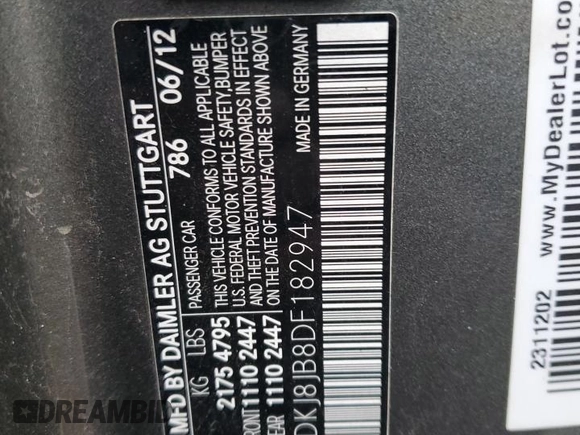 MFD BY DAIMLER AG STUTTGART
786 06/12
KG LBS PASSENGER CAR
2175 4795
FRONT 1110 2447
REAR 1110 2447
THIS VEHICLE CONFORMS TO ALL APPLICABLE
U.S. FEDERAL MOTOR VEHICLE SAFETY,BUMPER
AND THEFT PREVENTION STANDARDS IN EFFECT
ON THE DATE OF MANUFACTURE SHOWN ABOVE
MADE IN GERMANY
DKJ8JB8DF182947
2311202
www.MyDealerLot.co
DREAMBID